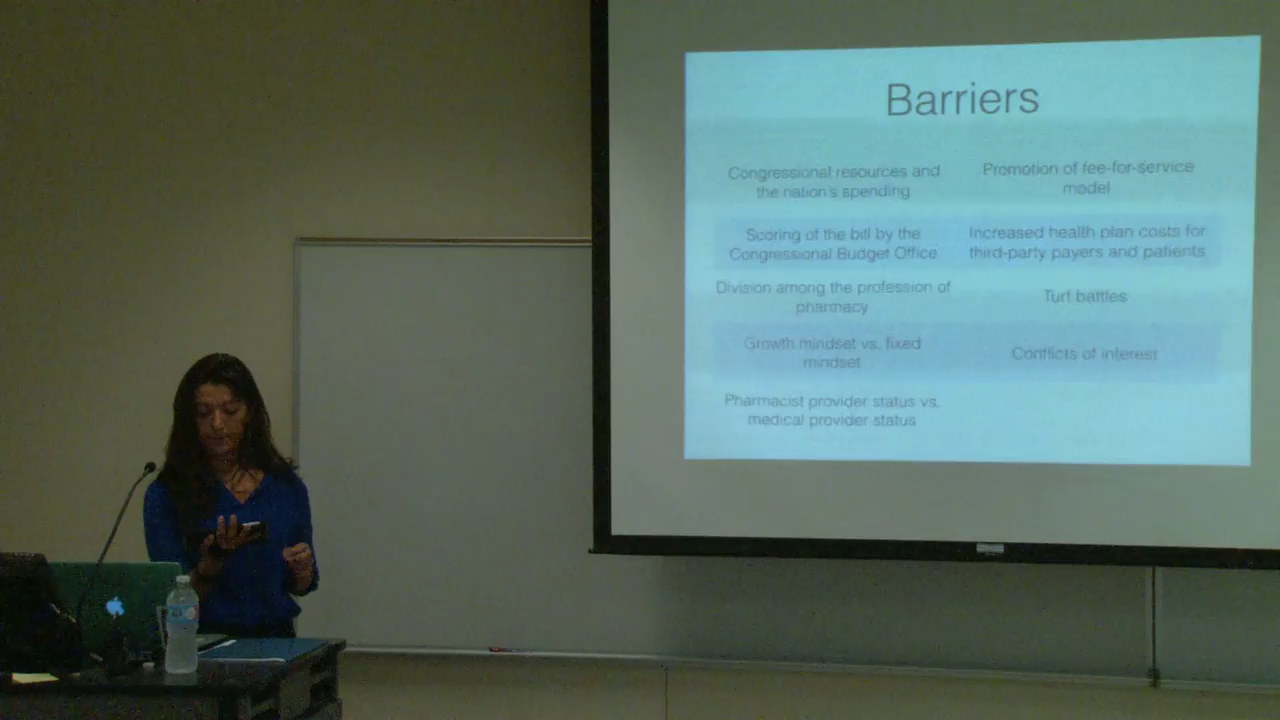 Barriers
Congressional resources and
the nation's spending
Promotion of fee-for-service
model
Scoring of the bill by the
Congressional Budget Office
Increased health plan costs for
third-party payers and patients
Division among the profession of
pharmacy
Turf battles
Growth mindset vs. fixed
mindset
Conflicts of interest
Pharmacist provider status vs.
medical provider status